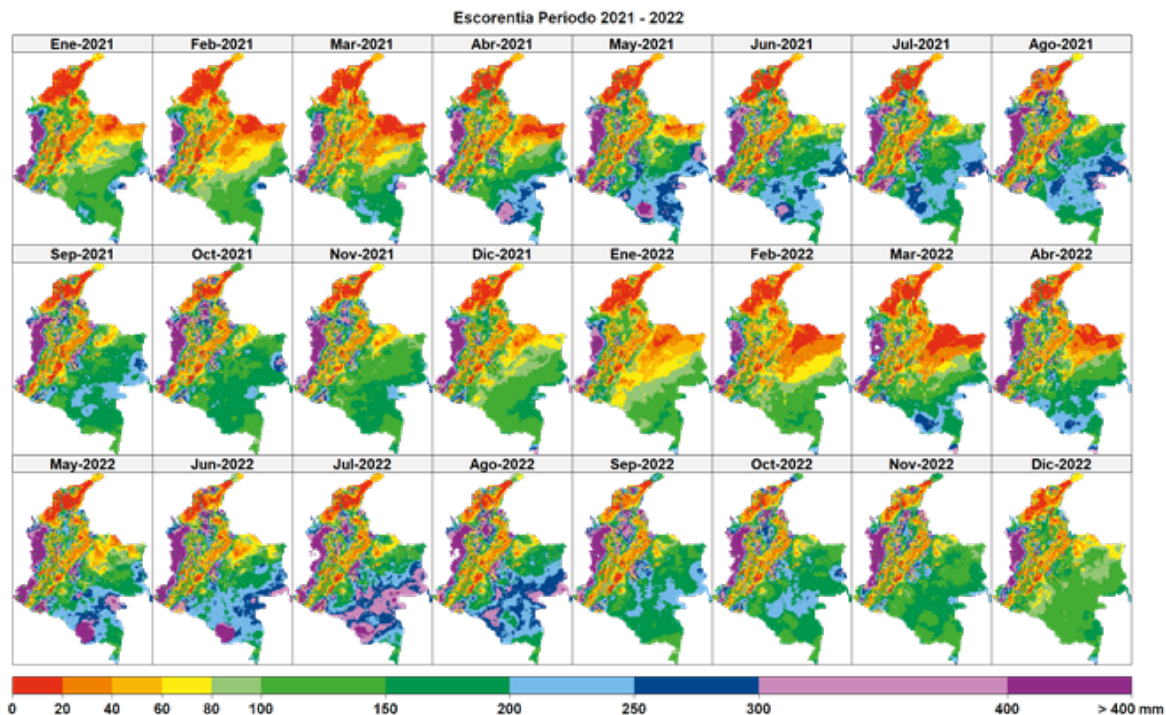 Escorentia Periodo 2021 - 2022
Ene-2021 Feb-2021 Mar-2021 Abr-2021 May-2021 Jun-2021 Jul-2021 Ago-2021
Sep-2021 Oct-2021 Nov-2021 Dic-2021 Ene-2022 Feb-2022 Mar-2022 Abr-2022
May-2022 Jun-2022 Jul-2022 Ago-2022 Sep-2022 Oct-2022 Nov-2022 Dic-2022
0 20 40 60 80 100 150 200 250 300 400 > 400 mm